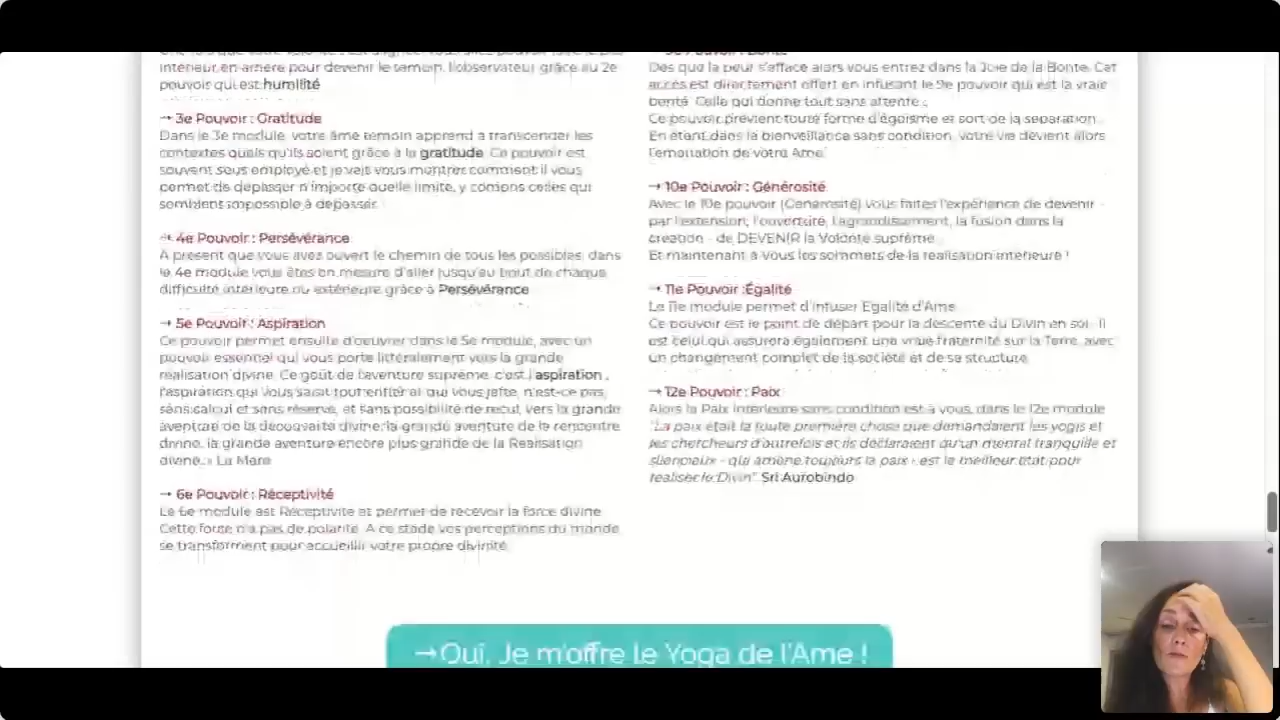 intérieur en arrière pour devenir le témoin, l'observateur grâce au 2e
pouvoir qui est humilité
→ 3e Pouvoir : Gratitude
Dans le 3e module, votre âme témoin apprend à transcender les
contextes quels qu'ils soient grâce à la gratitude. Ce pouvoir est
souvent sous employé et je vais vous montrer comment il vous
permet de dépasser n'importe quelle limite, y compris celles qui
semblent impossible à dépasser.
→ 4e Pouvoir : Persévérance
A présent que vous avez ouvert le chemin de tous les possibles, dans
le 4e module vous êtes en mesure d'aller jusqu'au bout de chaque
difficulté intérieure ou extérieure grâce à Persévérance
→ 5e Pouvoir : Aspiration
Ce pouvoir permet ensuite d'oeuvrer dans le 5e module, avec un
pouvoir essentiel qui vous porte littéralement vers la grande
réalisation divine. Ce goût de l'aventure suprême, c'est l'aspiration,
l'aspiration qui vous saisit tout entier et qui vous jette, n'est-ce pas,
sans calcul et sans réserve, et sans possibilité de recul, vers la grande
aventure de la découverte divine, la grande aventure de la rencontre
divine, la grande aventure encore plus grande de la Réalisation
divine. » La Mère
→ 6e Pouvoir : Réceptivité
Le 6e module est Réceptivité et permet de recevoir la force divine.
Cette force n'a pas de polarité. A ce stade vos perceptions du monde
se transforment pour accueillir votre propre divinité.
Dès que la peur s'efface alors vous entrez dans la Joie de la Bonté. Cet
accès est directement offert en infusant le 9e pouvoir qui est la vraie
bonté. Celle qui donne tout sans attente.
Ce pouvoir prévient toute forme d'égoïsme et sort de la séparation.
En étant dans la bienveillance sans condition, votre vie devient alors
l'émanation de votre Ame.
→ 10e Pouvoir : Générosité
Avec le 10e pouvoir (Générosité) vous faites l'expérience de devenir -
par l'extension, l'ouverture, l'agrandissement, la fusion dans la
création - de DEVENIR la Volonté suprême.
Et maintenant à vous les sommets de la réalisation intérieure !
→ 11e Pouvoir : Égalité
Le 11e module permet d'infuser Egalité d'Ame.
Ce pouvoir est le point de départ pour la descente du Divin en soi. Il
est celui qui assurera également une vraie fraternité sur la Terre, avec
un changement complet de la société et de sa structure.
→ 12e Pouvoir : Paix
Alors la Paix intérieure sans condition est à vous, dans le 12e module
"La paix était la toute première chose que demandaient les yogis et
les chercheurs d'autrefois et ils déclaraient qu'un mental tranquille et
silencieux - qui amène toujours la paix - est le meilleur état pour
réaliser le Divin". Sri Aurobindo
→Oui, Je m'offre le Yoga de l'Ame !